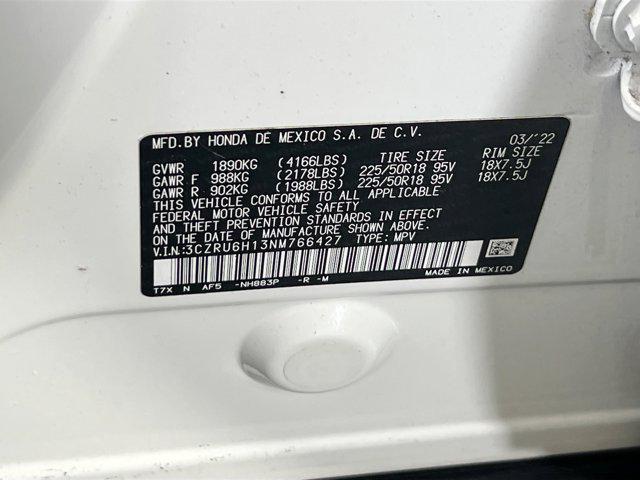 MFD.BY HONDA DE MEXICO S.A. DE C.V. 03/'22
GVWR 1890KG (4166LBS) TIRE SIZE RIM SIZE
GAWR F 988KG (2178LBS) 225/50R18 95V 18X7.5J
GAWR R 902KG (1988LBS) 225/50R18 95V 18X7.5J
THIS VEHICLE CONFORMS TO ALL APPLICABLE
FEDERAL MOTOR VEHICLE SAFETY
AND THEFT PREVENTION STANDARDS IN EFFECT
ON THE DATE OF MANUFACTURE SHOWN ABOVE.
V.I.N.:3CZRU6H13NM766427 TYPE: MPV
MADE IN MEXICO
T7X N AF5 -NH883P -R -M